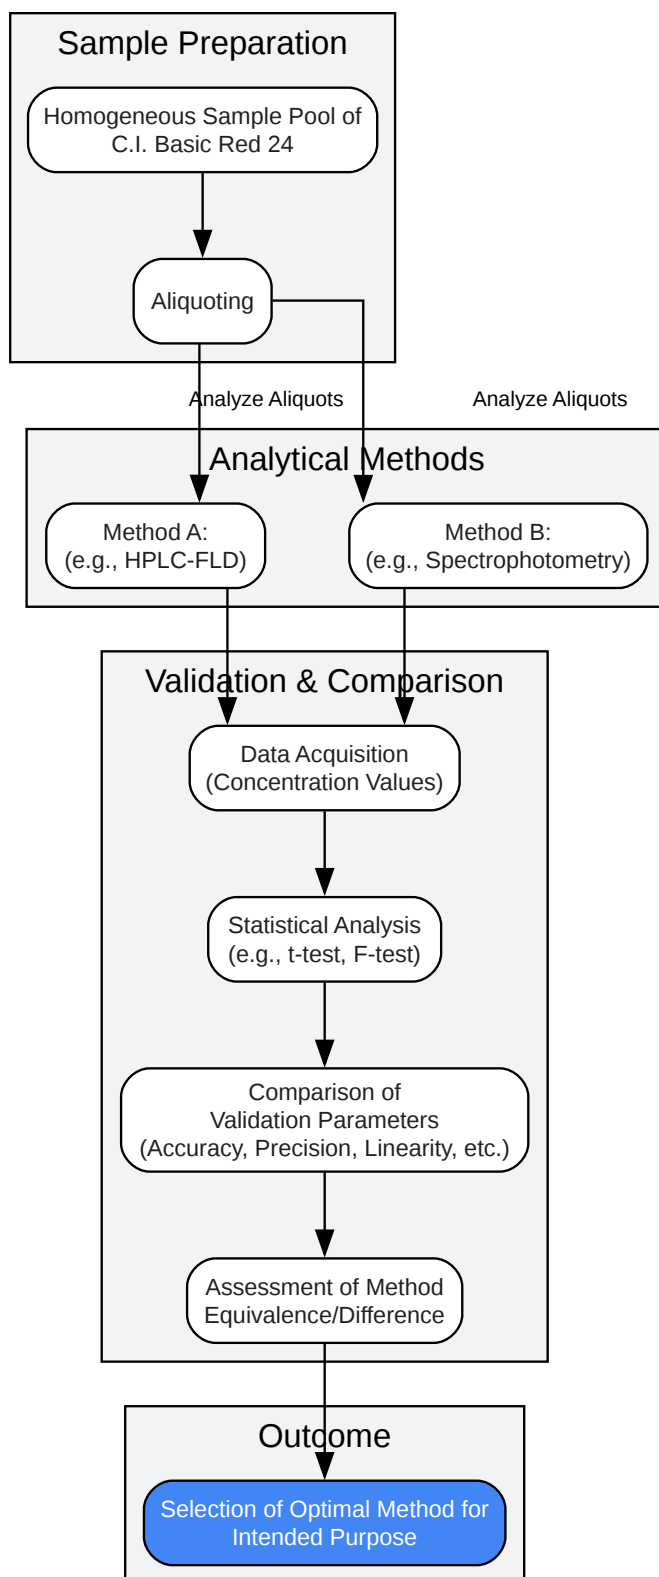 Sample Preparation
Homogeneous Sample Pool of
C.I. Basic Red 24
Aliquoting
Analyze Aliquots
Analyze Aliquots
Analytical Methods
Method A:
(e.g., HPLC-FLD)
Method B:
(e.g., Spectrophotometry)
Validation & Comparison
Data Acquisition
(Concentration Values)
Statistical Analysis
(e.g., t-test, F-test)
Comparison of
Validation Parameters
(Accuracy, Precision, Linearity, etc.)
Assessment of Method
Equivalence/Difference
Outcome
Selection of Optimal Method for
Intended Purpose